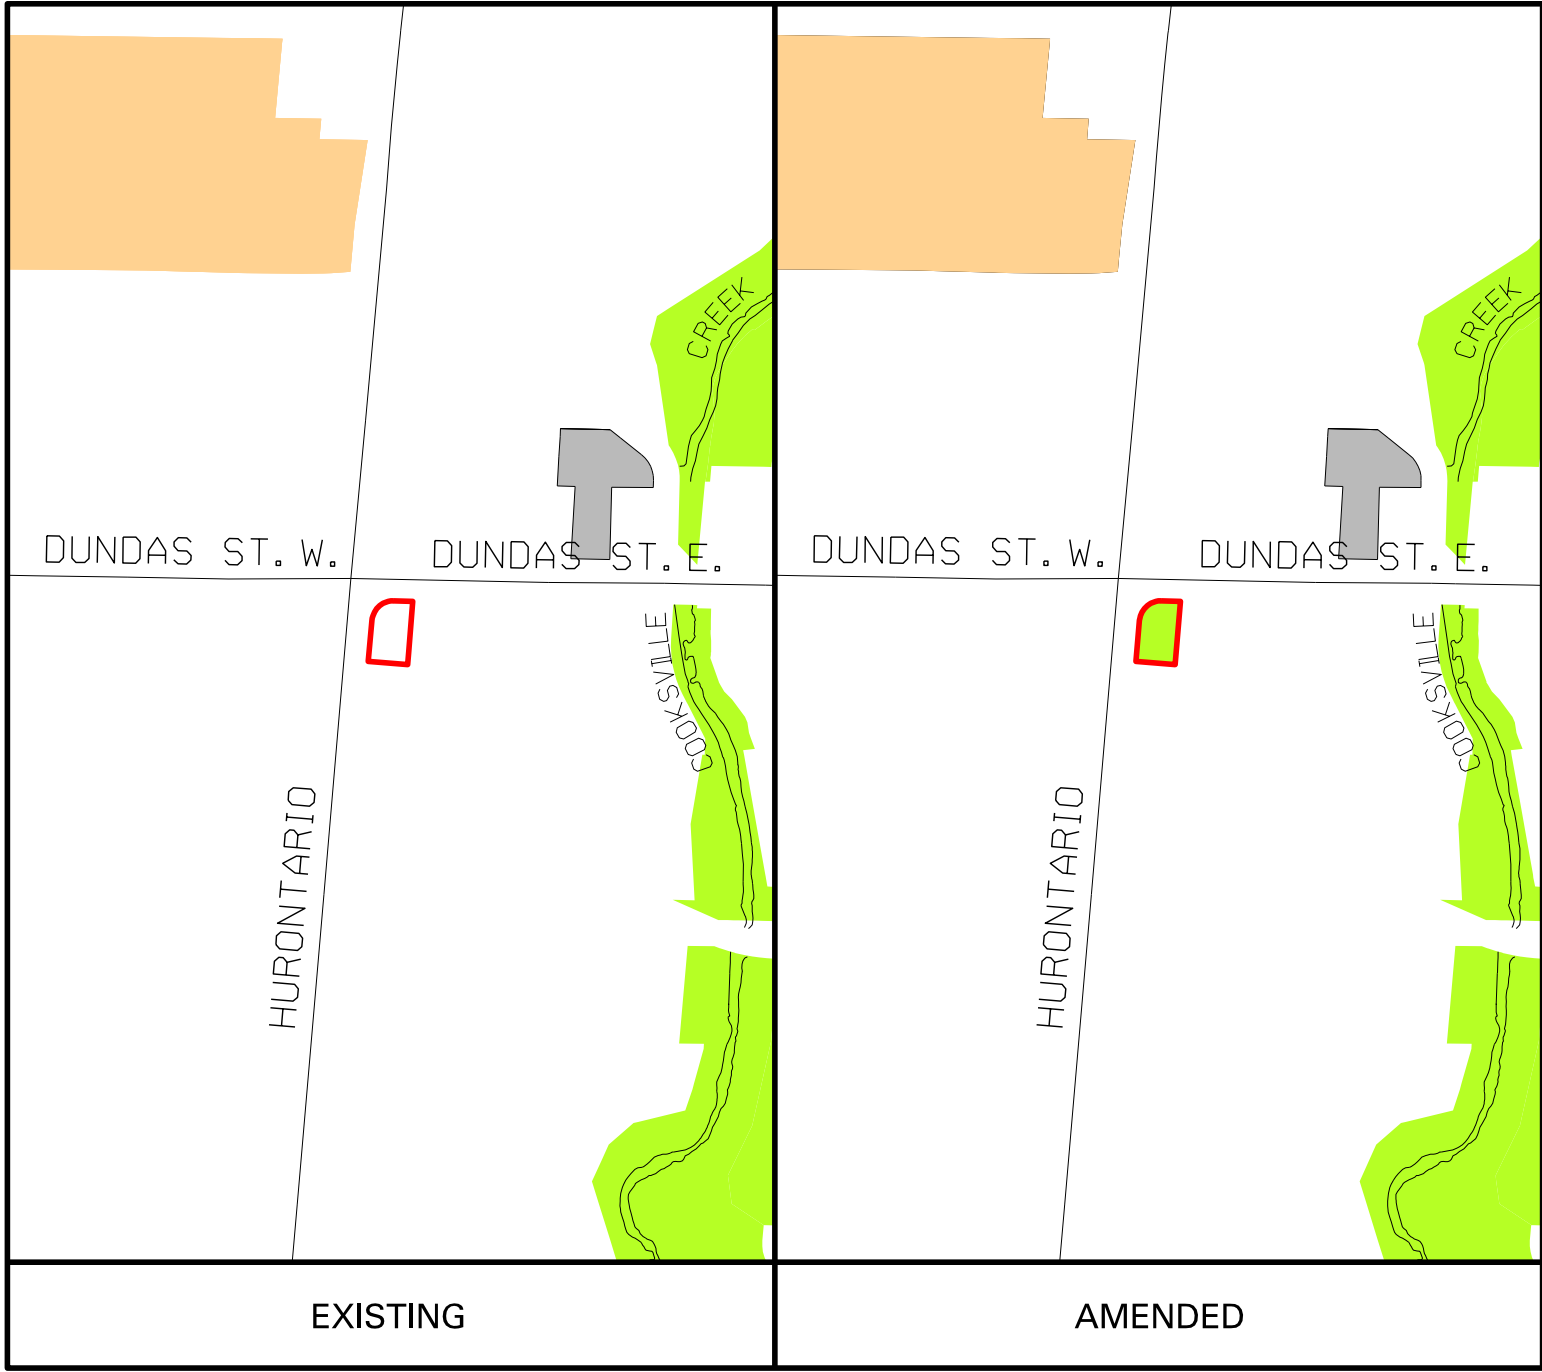 CREEK
CREEK
DUNDAS ST. W.
DUNDAS ST. E.
DUNDAS ST. W.
DUNDAS ST. E.
COOKSVILLE
COOKSVILLE
HURONTARIO
HURONTARIO
EXISTING
AMENDED